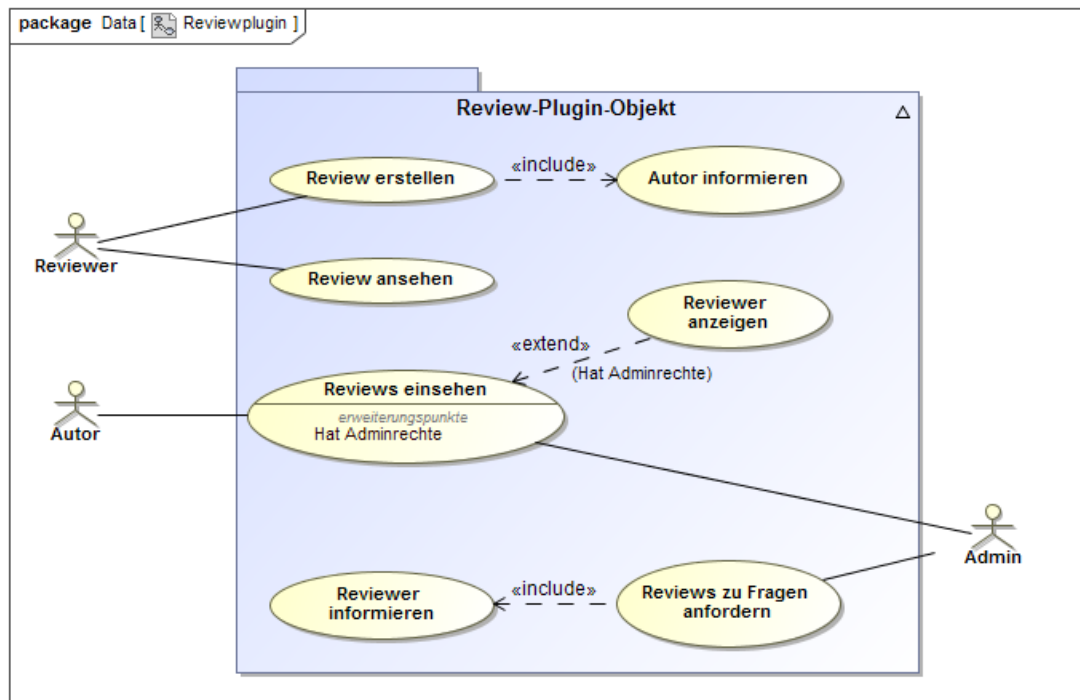 package Data [ Reviewplugin ]
Review-Plugin-Objekt
Review erstellen
«include»
Autor informieren
Reviewer
Review ansehen
Reviewer
anzeigen
«extend»
(Hat Adminrechte)
Reviews einsehen
erweiterungspunkte
Hat Adminrechte
Autor
Admin
Reviewer
informieren
«include»
Reviews zu Fragen
anfordern